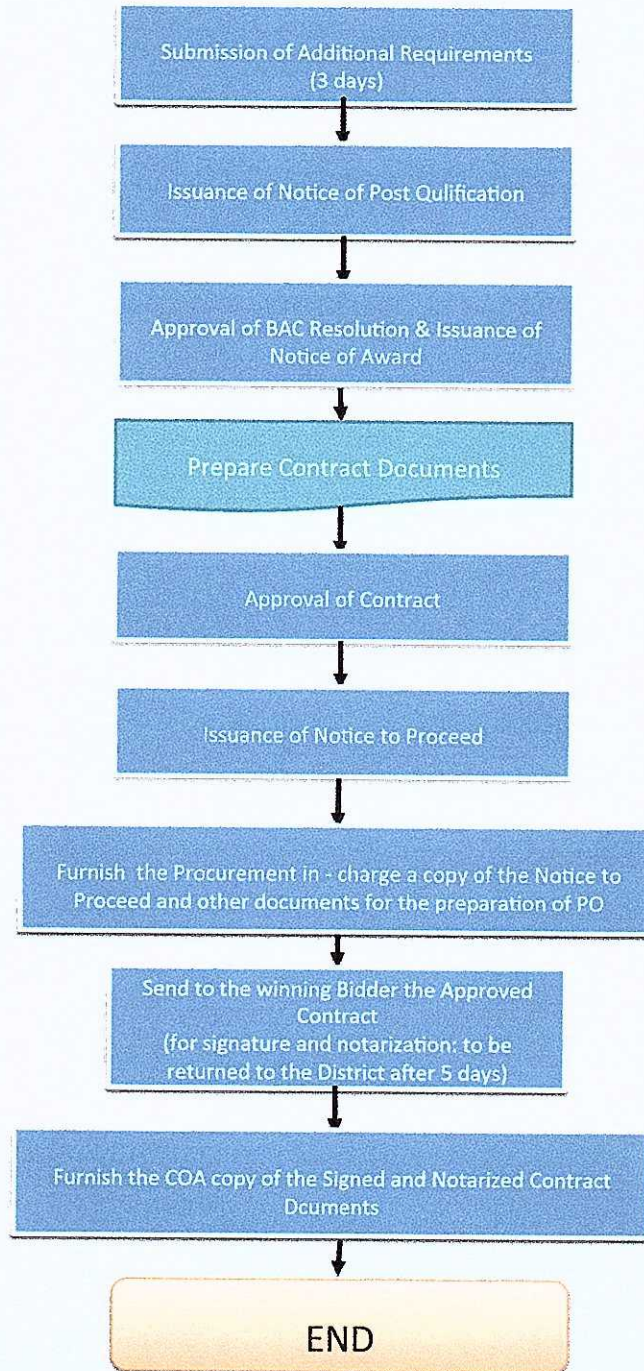 Submission of Additional Requirements
(3 days)
Issuance of Notice of Post Qulification
Approval of BAC Resolution & Issuance of
Notice of Award
Prepare Contract Documents
Approval of Contract
Issuance of Notice to Proceed
Furnish the Procurement in - charge a copy of the Notice to
Proceed and other documents for the preparation of PO
Send to the winning Bidder the Approved
Contract
(for signature and notarization: to be
returned to the District after 5 days)
Furnish the COA copy of the Signed and Notarized Contract
Dcuments
END